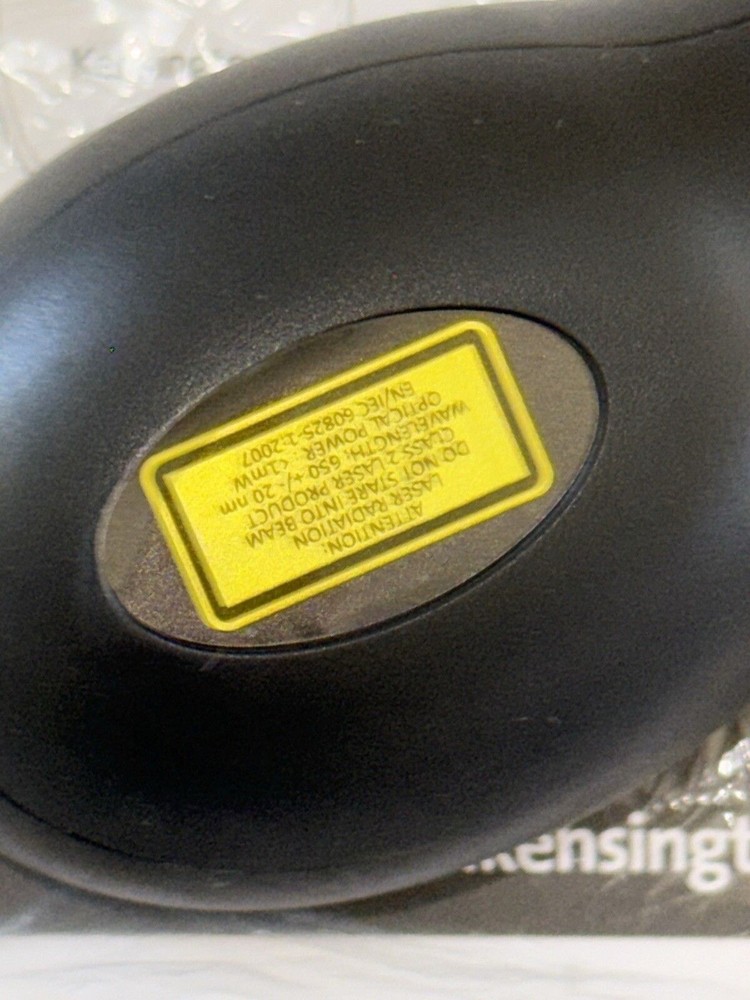 Kensington
ATTENTION:
LASER RADIATION
DO NOT STARE INTO BEAM
CLASS 2 LASER PRODUCT
WAVELENGTH: 650 +/- 20 nm
OPTICAL POWER <1mW
EN/IEC 60825-1:2007
Kensingt